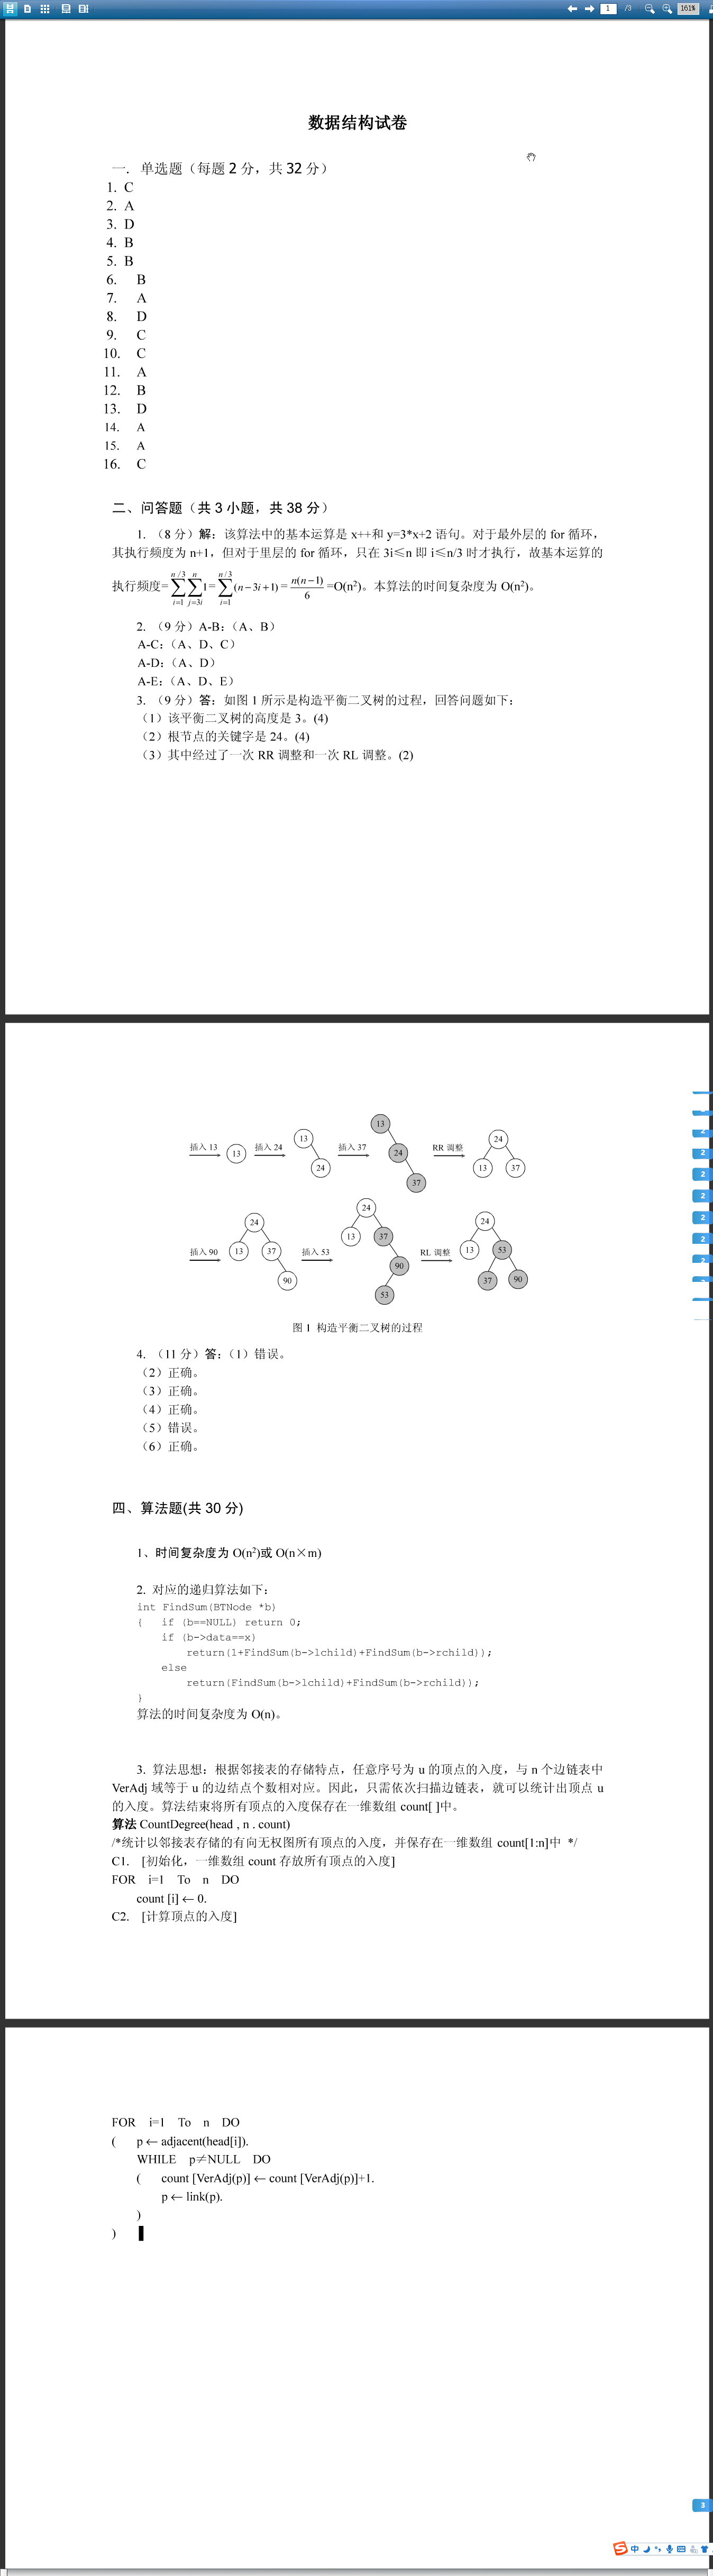 1 /3 161%
数据结构试卷
一．单选题（每题 2 分，共 32 分）
1. C
2. A
3. D
4. B
5. B
6. B
7. A
8. D
9. C
10. C
11. A
12. B
13. D
14. A
15. A
16. C
二、问答题（共 3 小题，共 38 分）
1. （8 分）解：该算法中的基本运算是 x++和 y=3*x+2 语句。对于最外层的 for 循环，
其执行频度为 n+1，但对于里层的 for 循环，只在 3i≤n 即 i≤n/3 时才执行，故基本运算的
执行频度=∑_{i=1}^{n/3}∑_{j=3i}^{n}1=∑_{i=1}^{n/3}(n−3i+1)=n(n−1)/6=O(n²)。本算法的时间复杂度为 O(n²)。
2. （9 分）A-B：（A、B）
A-C：（A、D、C）
A-D：（A、D）
A-E：（A、D、E）
3. （9 分）答：如图 1 所示是构造平衡二叉树的过程，回答问题如下：
（1）该平衡二叉树的高度是 3。(4)
（2）根节点的关键字是 24。(4)
（3）其中经过了一次 RR 调整和一次 RL 调整。(2)
插入 13 13 插入 24 13 24 插入 37 13 24 37 RR 调整 24 13 37
插入 90 24 13 37 90 插入 53 24 13 37 90 53 RL 调整 24 13 53 37 90
图 1 构造平衡二叉树的过程
4. （11 分）答：（1）错误。
（2）正确。
（3）正确。
（4）正确。
（5）错误。
（6）正确。
四、算法题(共 30 分)
1、时间复杂度为 O(n²)或 O(n×m)
2. 对应的递归算法如下：
int FindSum(BTNode *b)
{ if (b==NULL) return 0;
if (b->data==x)
return(1+FindSum(b->lchild)+FindSum(b->rchild));
else
return(FindSum(b->lchild)+FindSum(b->rchild));
}
算法的时间复杂度为 O(n)。
3. 算法思想：根据邻接表的存储特点，任意序号为 u 的顶点的入度，与 n 个边链表中
VerAdj 域等于 u 的边结点个数相对应。因此，只需依次扫描边链表，就可以统计出顶点 u
的入度。算法结束将所有顶点的入度保存在一维数组 count[ ]中。
算法 CountDegree(head , n . count)
/*统计以邻接表存储的有向无权图所有顶点的入度，并保存在一维数组 count[1:n]中 */
C1. [初始化，一维数组 count 存放所有顶点的入度]
FOR i=1 To n DO
count [i] ← 0.
C2. [计算顶点的入度]
FOR i=1 To n DO
( p ← adjacent(head[i]).
WHILE p≠NULL DO
( count [VerAdj(p)] ← count [VerAdj(p)]+1.
p ← link(p).
)
)
2
2
2
2
2
2
3
中